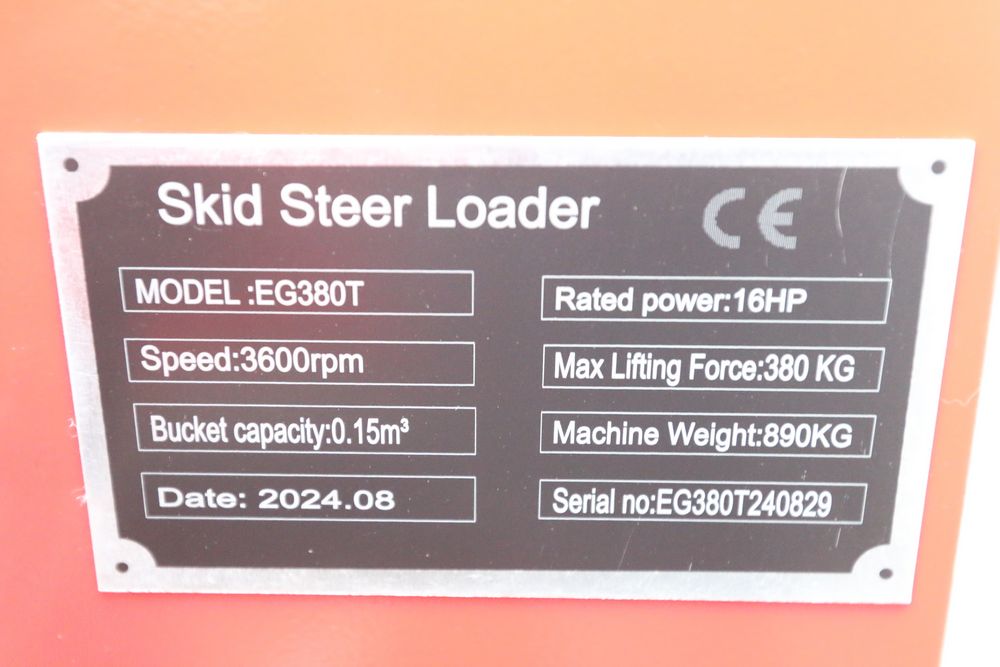 Skid Steer Loader CE
MODEL :EG380T
Rated power:16HP
Speed:3600rpm
Max Lifting Force:380 KG
Bucket capacity:0.15m³
Machine Weight:890KG
Date: 2024.08
Serial no:EG380T240829